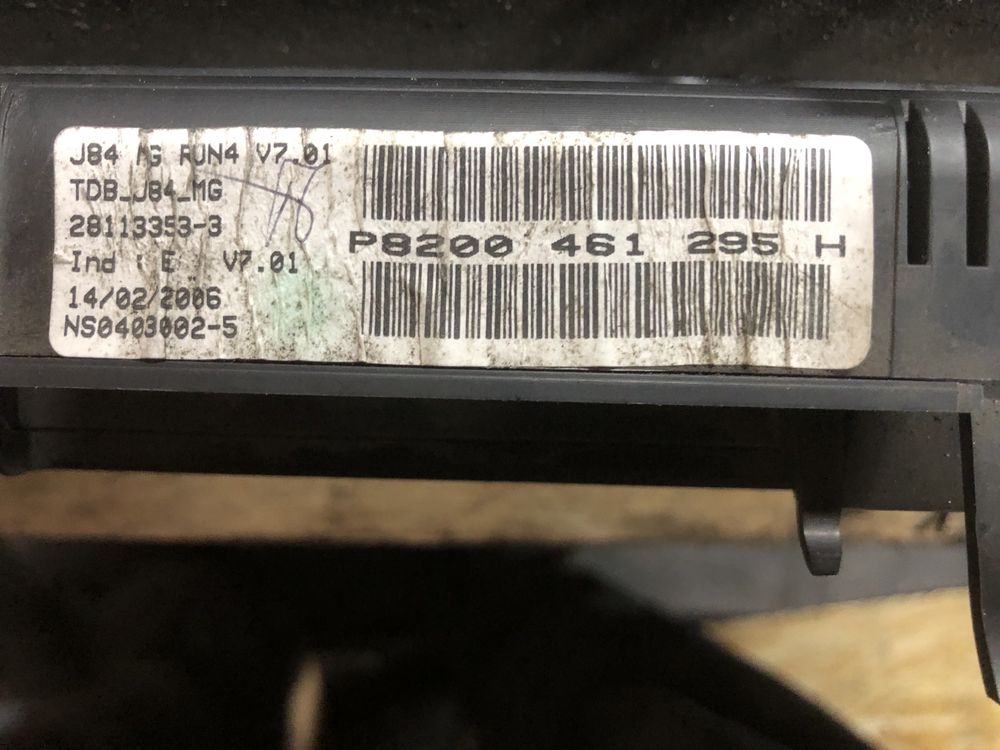 J84 MG RUN4 V7.01
TDB_J84_MG
28113353-3
Ind : E V7.01
14/02/2006
NS0403002-5
P8200 461 295 H